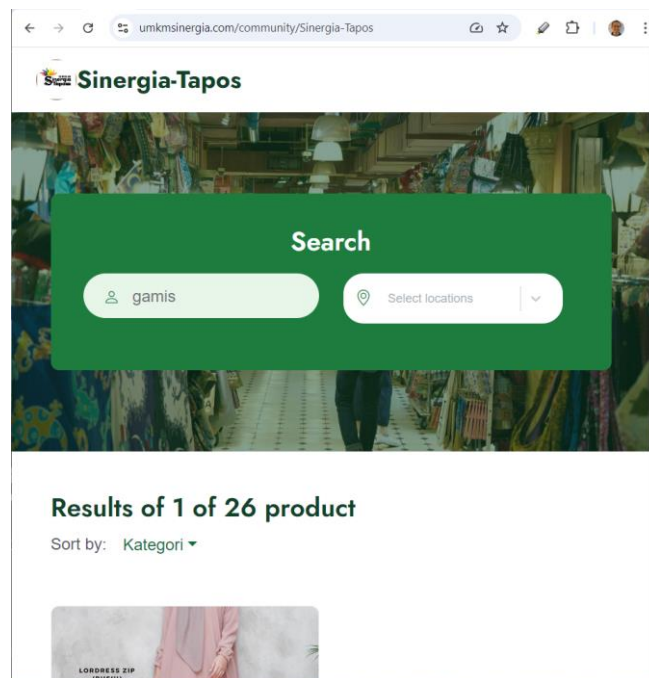 umkmsinergia.com/community/Sinergia-Tapos
Sinergia-Tapos
Search
gamis
Select locations
Results of 1 of 26 product
Sort by: Kategori
LORDRESS ZIP